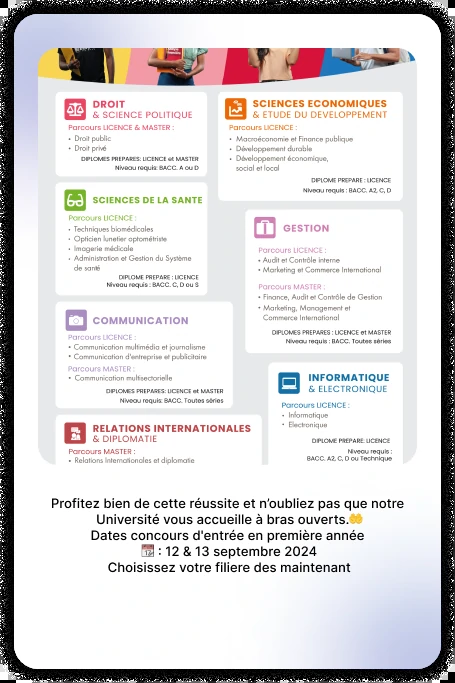 DROIT
& SCIENCE POLITIQUE
Parcours LICENCE & MASTER :
• Droit public
• Droit privé
DIPLOMES PREPARES: LICENCE et MASTER
Niveau requis: BACC. A ou D
SCIENCES DE LA SANTE
Parcours LICENCE :
• Techniques biomédicales
• Opticien lunetier optométriste
• Imagerie médicale
• Administration et Gestion du Système
de santé
DIPLOME PREPARE : LICENCE
Niveau requis : BACC. C, D ou S
COMMUNICATION
Parcours LICENCE :
• Communication multimédia et journalisme
• Communication d'entreprise et publicitaire
Parcours MASTER :
• Communication multisectorielle
DIPLOMES PREPARES: LICENCE et MASTER
Niveau requis: BACC. Toutes séries
RELATIONS INTERNATIONALES
& DIPLOMATIE
Parcours MASTER :
• Relations Internationales et diplomatie
SCIENCES ECONOMIQUES
& ETUDE DU DEVELOPPEMENT
Parcours LICENCE :
• Macroéconomie et Finance publique
• Développement durable
• Développement économique,
social et local
DIPLOME PREPARE : LICENCE
Niveau requis : BACC. A2, C, D
GESTION
Parcours LICENCE :
• Audit et Contrôle interne
• Marketing et Commerce International
Parcours MASTER :
• Finance, Audit et Contrôle de Gestion
• Marketing, Management et
Commerce International
DIPLOMES PREPARES : LICENCE et MASTER
Niveau requis : BACC. Toutes séries
INFORMATIQUE
& ELECTRONIQUE
Parcours LICENCE :
• Informatique
• Electronique
DIPLOME PREPARE: LICENCE
Niveau requis :
BACC. A2, C, D ou Technique
Profitez bien de cette réussite et n’oubliez pas que notre
Université vous accueille à bras ouverts.🤲
Dates concours d'entrée en première année
📆 : 12 & 13 septembre 2024
Choisissez votre filiere des maintenant